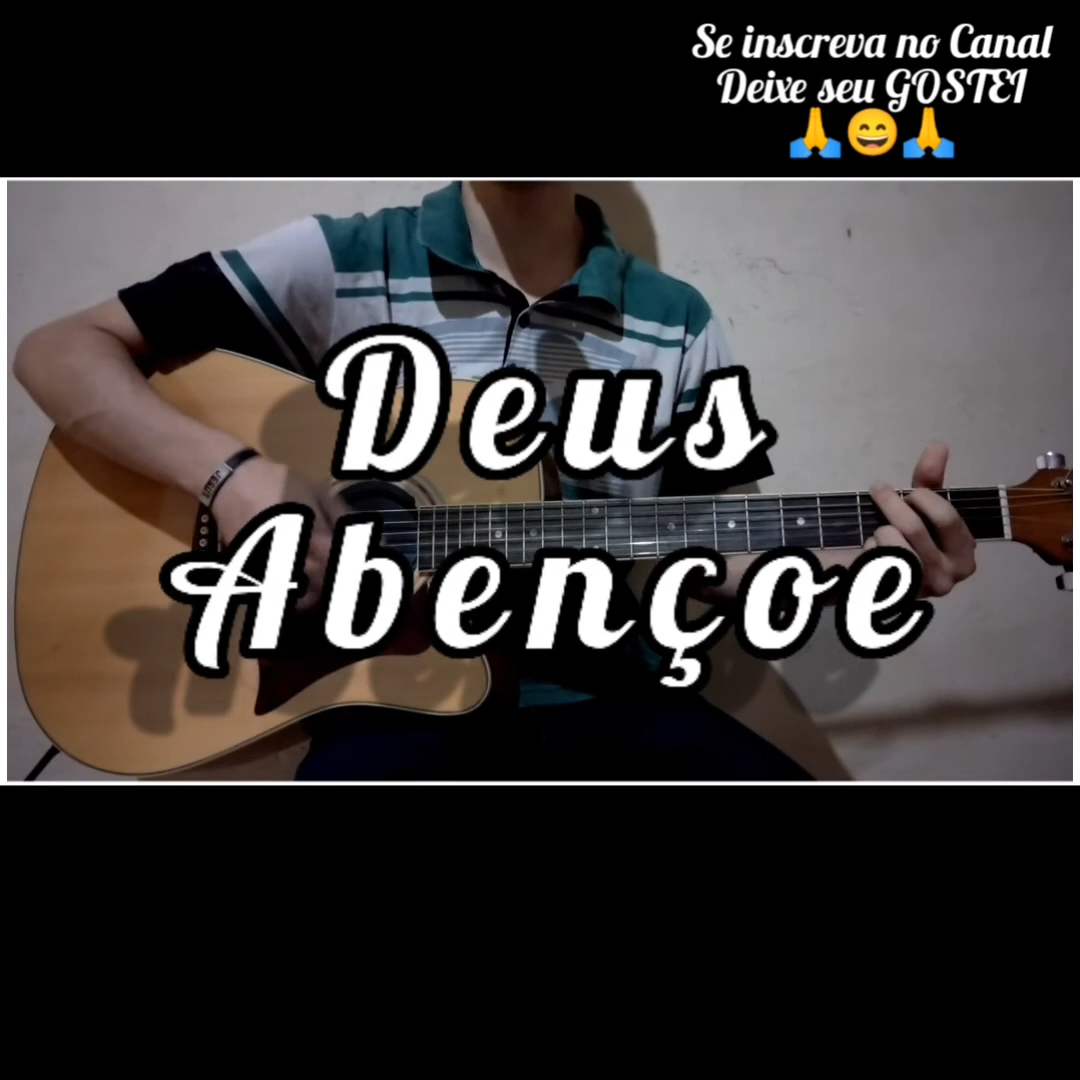 Se inscreva no Canal
Deixe seu GOSTEI
🙏😄🙏
Deus
Abençoe